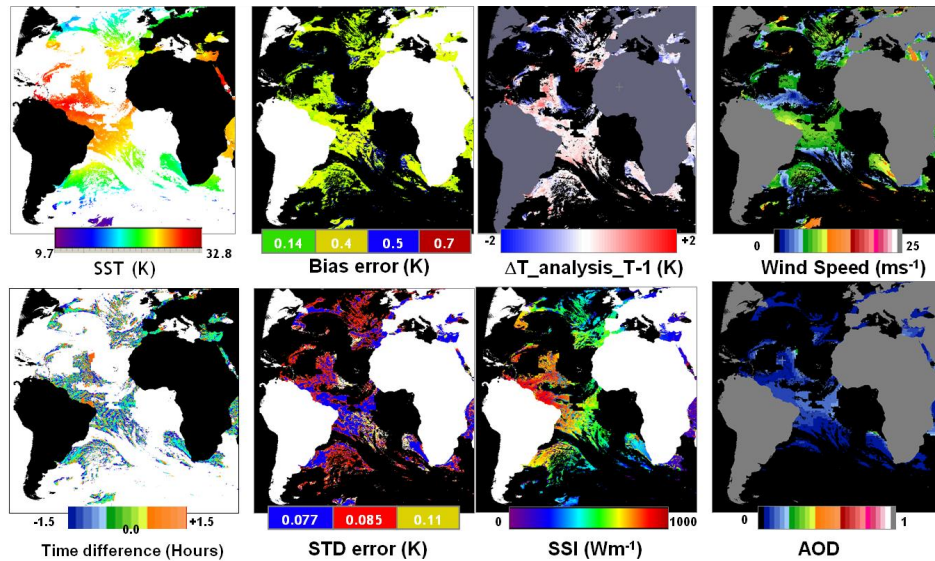 9.7 32.8
SST (K)
0.14 0.4 0.5 0.7
Bias error (K)
-2 +2
ΔT_analysis_T-1 (K)
0 25
Wind Speed (ms⁻¹)
-1.5 0.0 +1.5
Time difference (Hours)
0.077 0.085 0.11
STD error (K)
0 1000
SSI (Wm⁻¹)
0 1
AOD